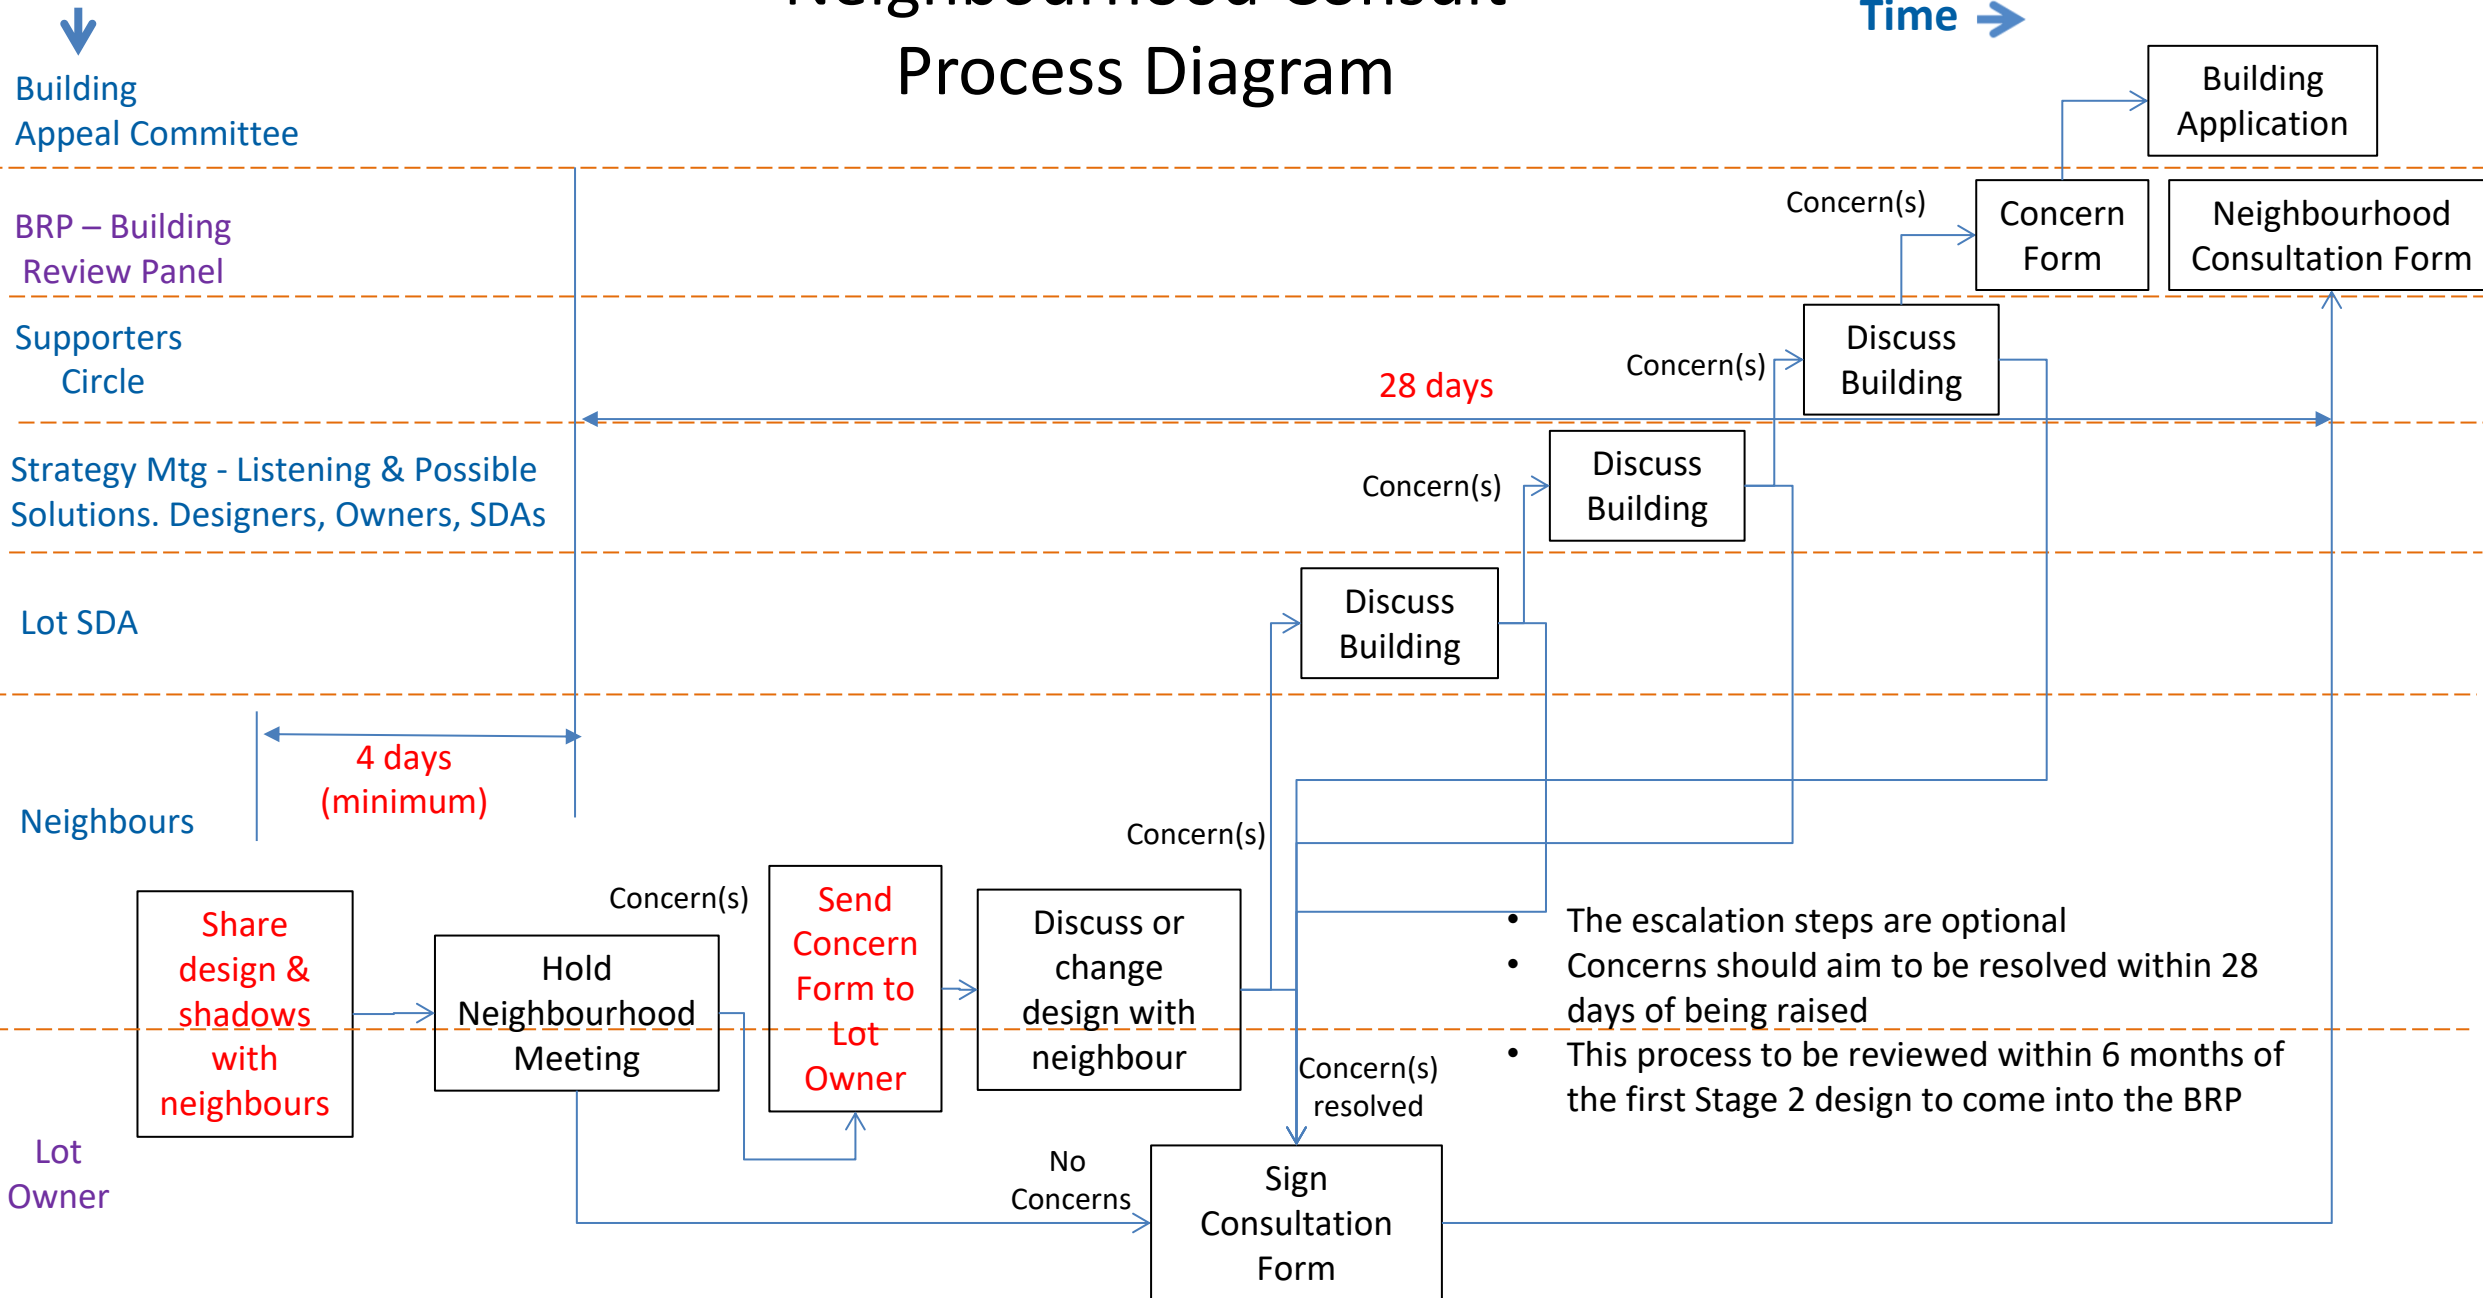 Neighbourhood Consult
Process Diagram
Time
Building
Appeal Committee
Building
Application
BRP – Building
Review Panel
Concern(s)
Concern
Form
Neighbourhood
Consultation Form
Supporters
Circle
28 days
Concern(s)
Discuss
Building
Strategy Mtg - Listening & Possible
Solutions. Designers, Owners, SDAs
Concern(s)
Discuss
Building
Lot SDA
Discuss
Building
4 days
(minimum)
Neighbours
Concern(s)
Share
design &
shadows
with
neighbours
Hold
Neighbourhood
Meeting
Concern(s)
Send
Concern
Form to
Lot
Owner
Discuss or
change
design with
neighbour
• The escalation steps are optional
• Concerns should aim to be resolved within 28
days of being raised
• This process to be reviewed within 6 months of
the first Stage 2 design to come into the BRP
Concern(s)
resolved
Lot
Owner
No
Concerns
Sign
Consultation
Form